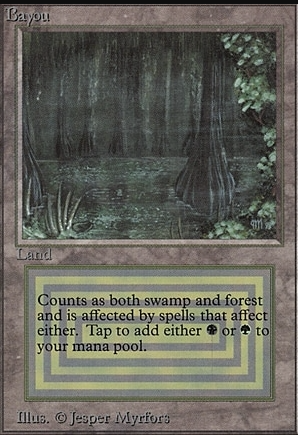 Bayou
Land
Counts as both swamp and forest
and is affected by spells that affect
either. Tap to add either or to
your mana pool.
Illus. © Jesper Myrfors